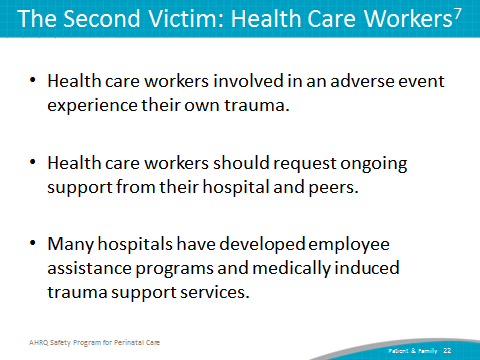 The Second Victim: Health Care Workers7
• Health care workers involved in an adverse event
experience their own trauma.
• Health care workers should request ongoing
support from their hospital and peers.
• Many hospitals have developed employee
assistance programs and medically induced
trauma support services.
AHRQ Safety Program for Perinatal Care
Patient & Family 22